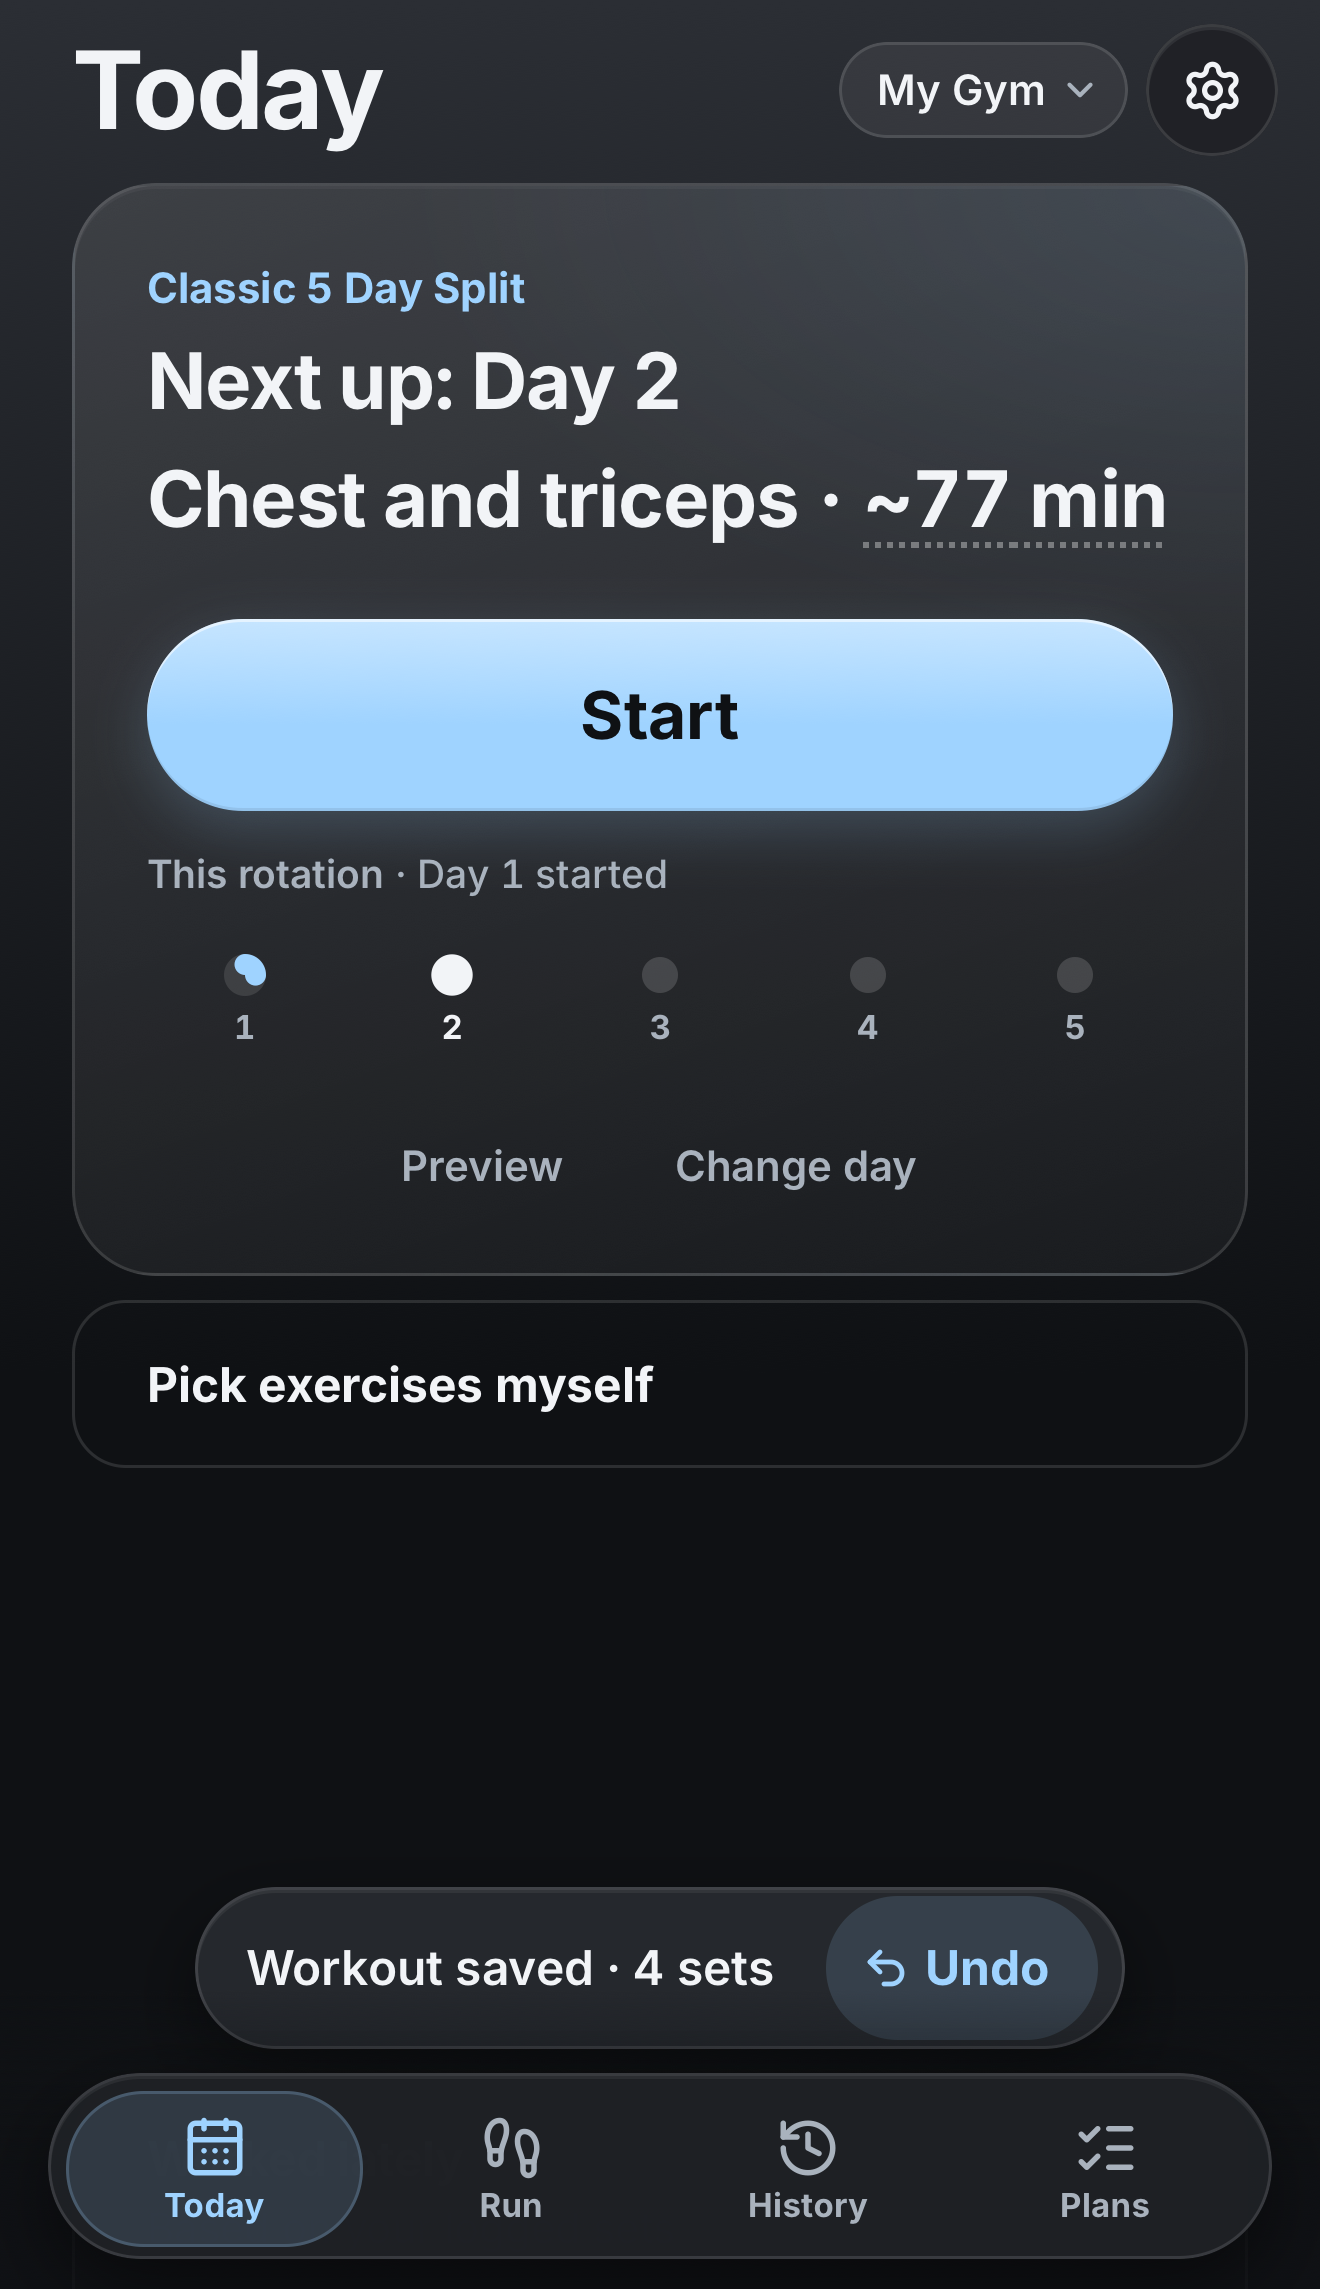 Today
My Gym
Classic 5 Day Split
Next up: Day 2
Chest and triceps · ~77 min
Start
This rotation · Day 1 started
1 2 3 4 5
Preview Change day
Pick exercises myself
Workout saved · 4 sets Undo
Today Run History Plans